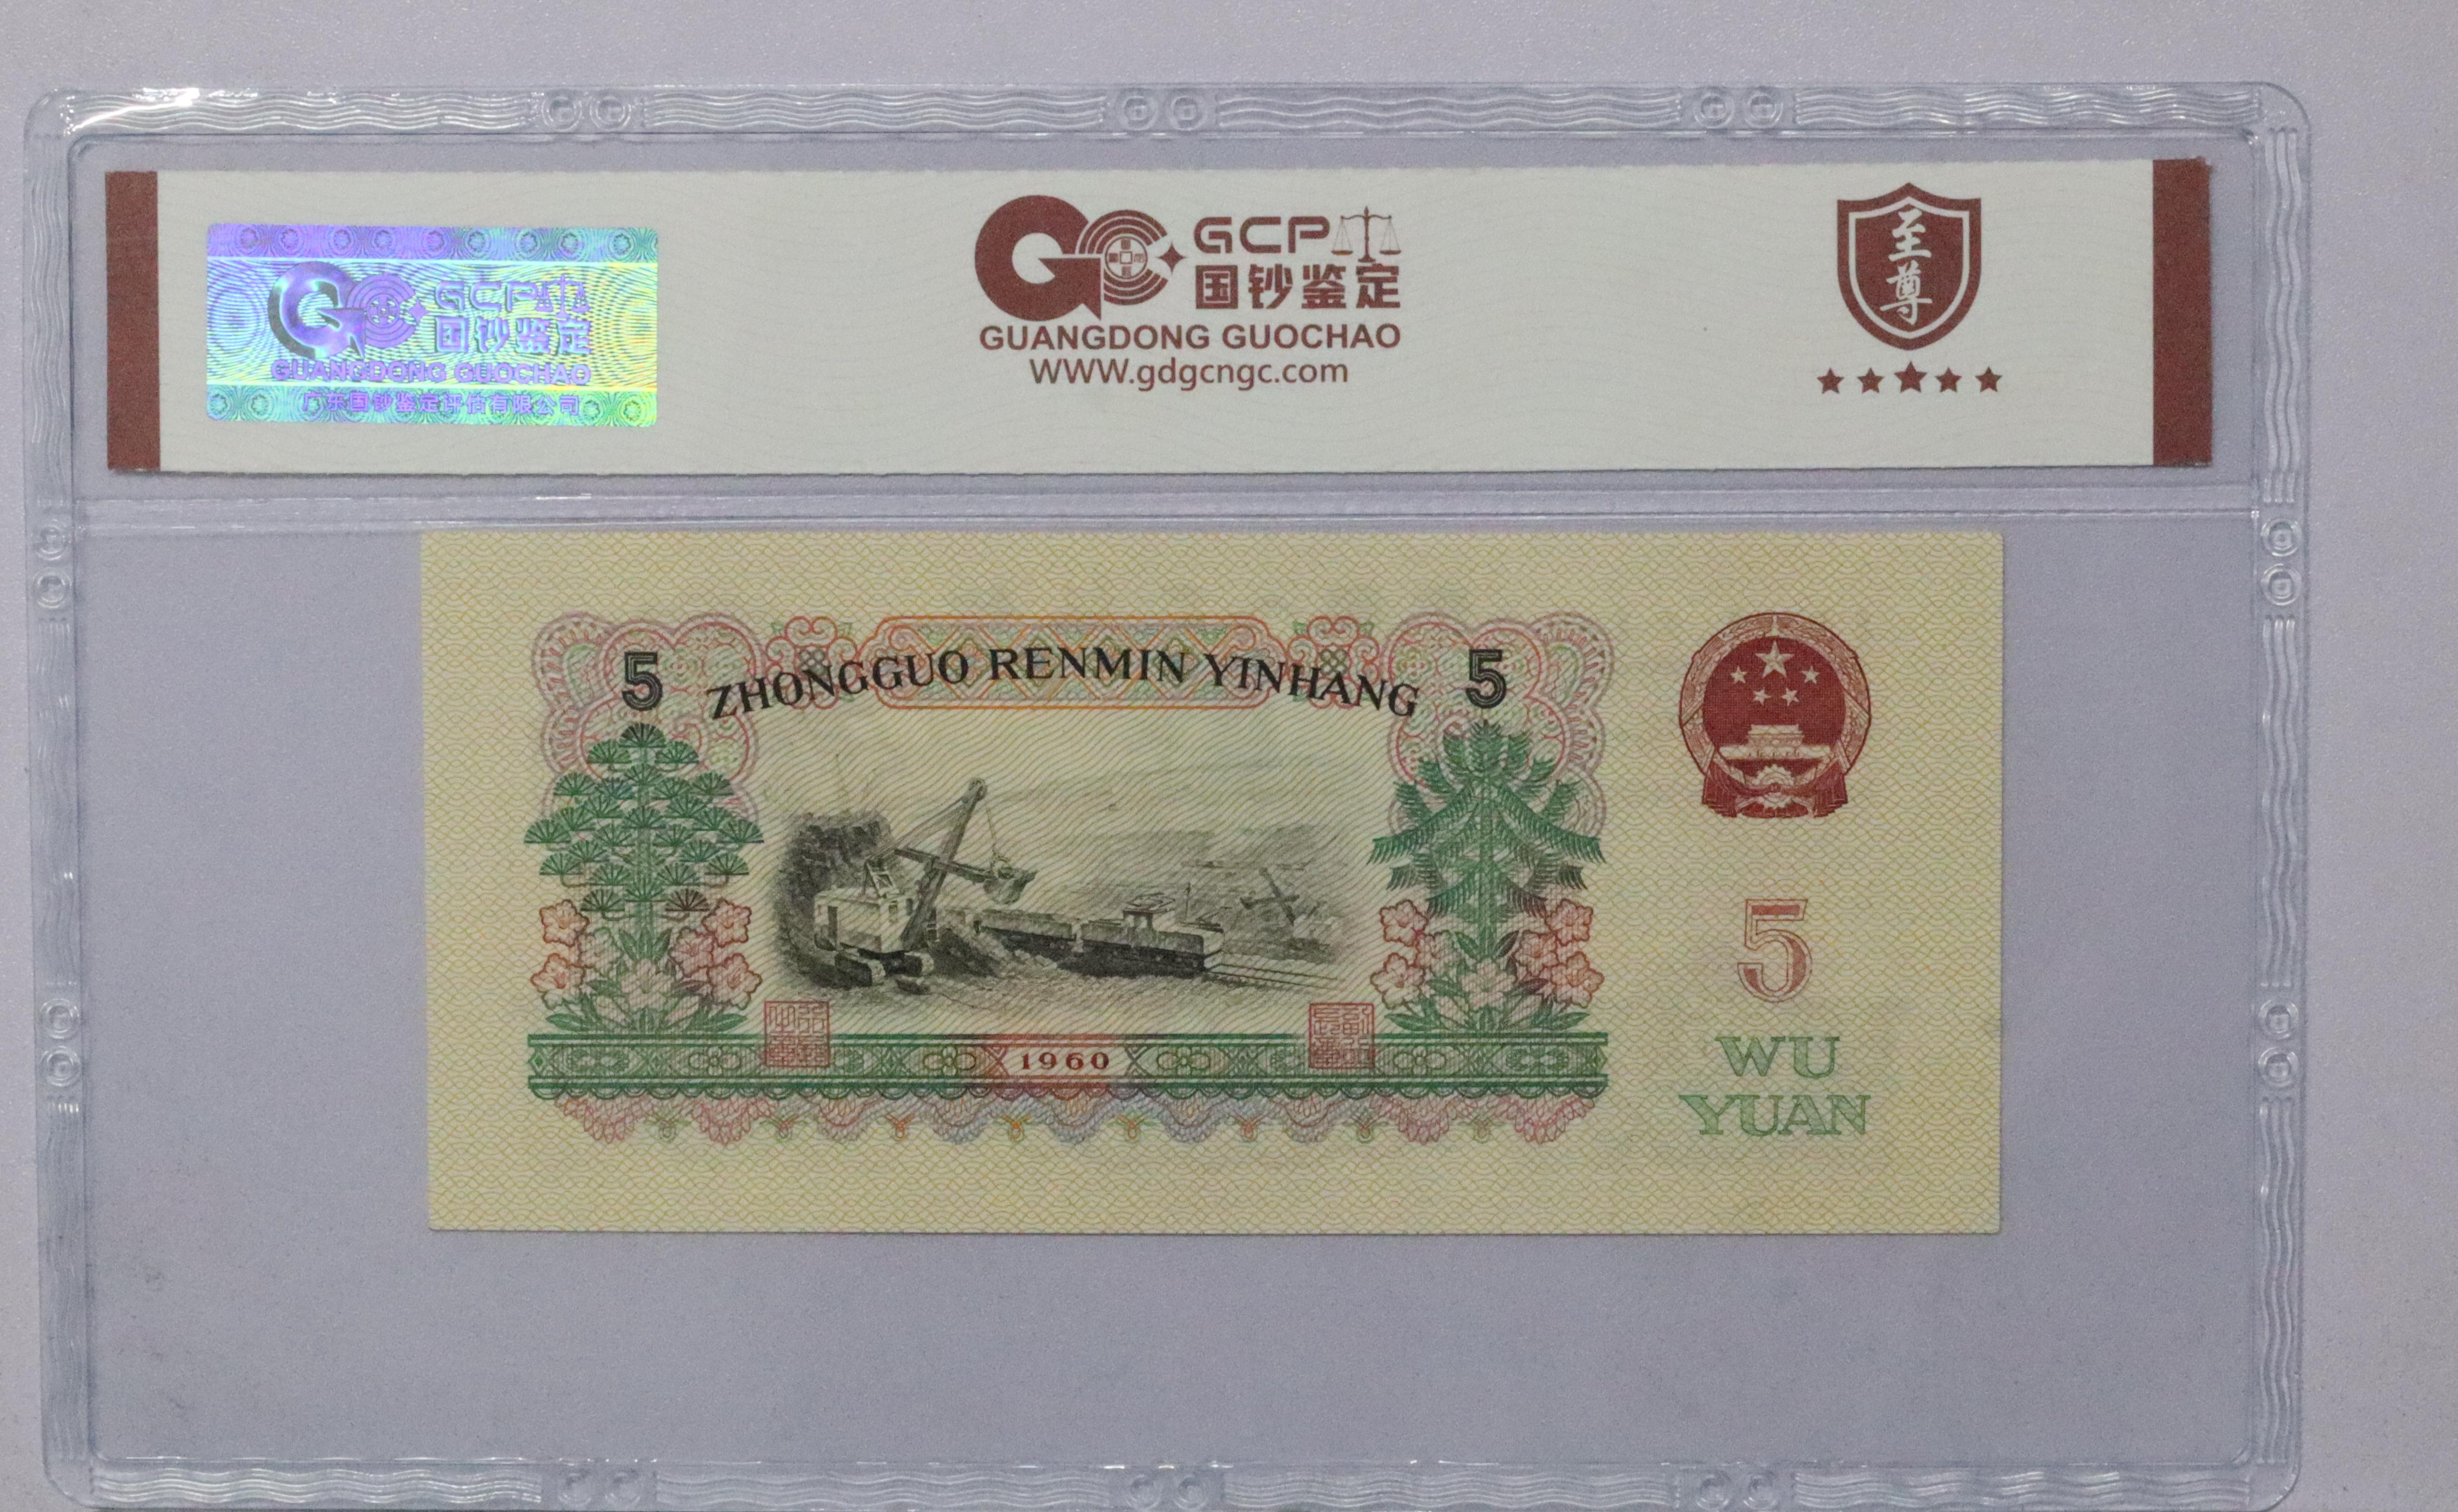 GCP
国钞鉴定
GUANGDONG GUOCHAO
广东国钞鉴定评估有限公司
GCP
国钞鉴定
GUANGDONG GUOCHAO
WWW.gdgcngc.com
至尊
5 ZHONGGUO RENMIN YINHANG 5
5
WU
YUAN
1960